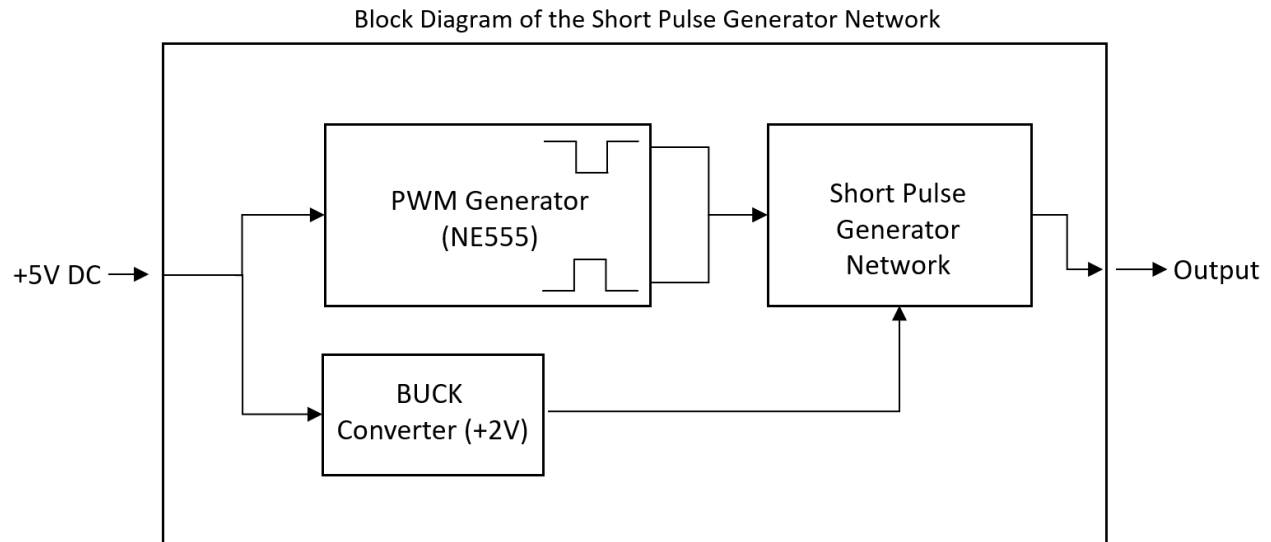 Block Diagram of the Short Pulse Generator Network
PWM Generator
(NE555)
Short Pulse
Generator
Network
+5V DC
Output
BUCK
Converter (+2V)